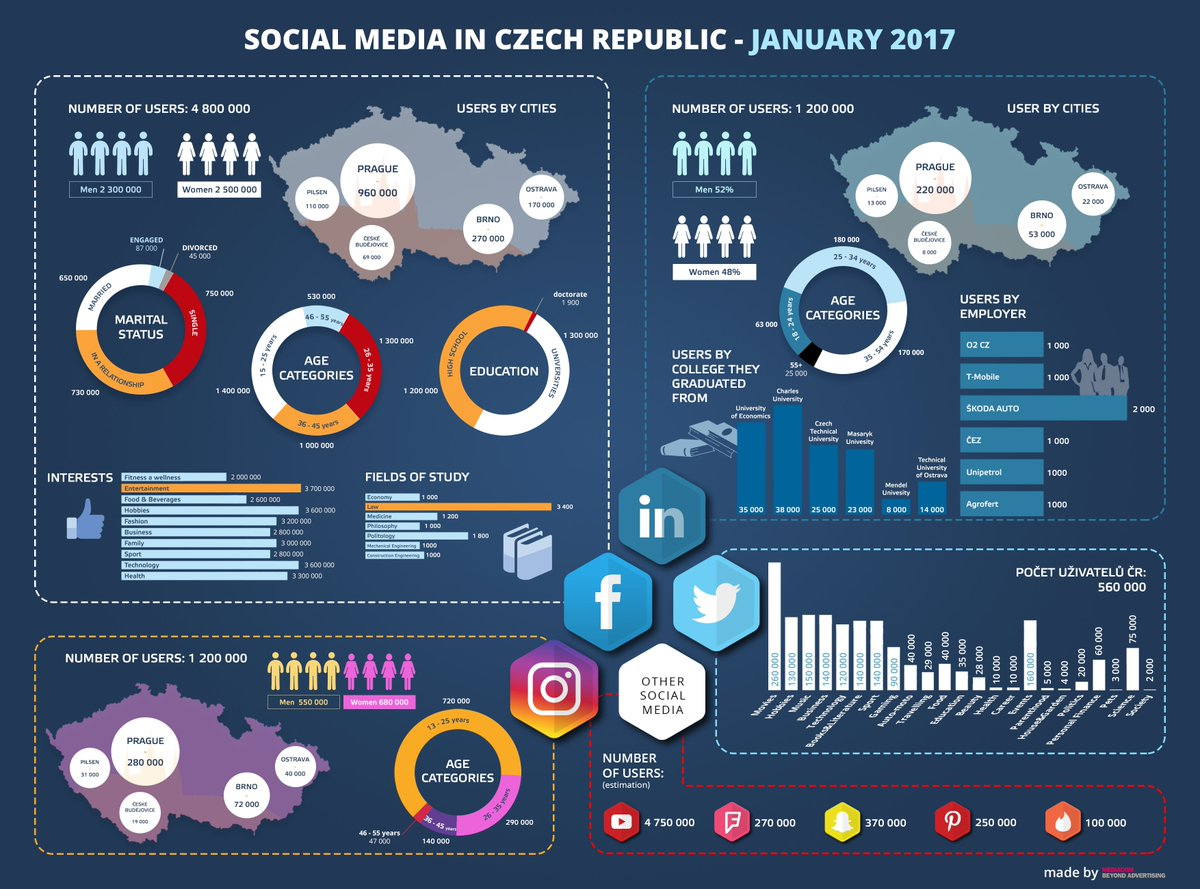 SOCIAL MEDIA IN CZECH REPUBLIC - JANUARY 2017
NUMBER OF USERS: 4 800 000
USERS BY CITIES
Men 2 300 000
Women 2 500 000
PRAGUE
960 000
PILSEN
110 000
OSTRAVA
170 000
BRNO
270 000
ČESKÉ
BUDĚJOVICE
69 000
MARITAL
STATUS
ENGAGED
87 000
DIVORCED
45 000
650 000
MARRIED
750 000
SINGLE
IN A RELATIONSHIP
730 000
AGE
CATEGORIES
530 000
46 - 55 years
1 300 000
26 - 35 years
15 - 25 years
1 400 000
36 - 45 years
1 000 000
EDUCATION
doctorate
1 900
HIGH SCHOOL
1 200 000
1 300 000
UNIVERSITIES
INTERESTS
Fitness a wellness 2 000 000
Entertainment 3 700 000
Food & Beverages 2 600 000
Hobbies 3 600 000
Fashion 3 200 000
Business 2 800 000
Family 3 000 000
Sport 2 800 000
Technology 3 600 000
Health 3 300 000
FIELDS OF STUDY
Economy 1 000
Law 3 400
Medicine 1 200
Philosophy 1 000
Politology 1 800
Mechanical Engineering 1000
Construction Engineering 1000
NUMBER OF USERS: 1 200 000
USER BY CITIES
Men 52%
Women 48%
PRAGUE
220 000
PILSEN
13 000
OSTRAVA
22 000
BRNO
53 000
ČESKÉ
BUDĚJOVICE
8 000
AGE
CATEGORIES
180 000
25 - 34 years
63 000
18 - 24 years
35 - 54 years
170 000
55+
25 000
USERS BY
EMPLOYER
O2 CZ 1 000
T-Mobile 1 000
ŠKODA AUTO 2 000
ČEZ 1 000
Unipetrol 1000
Agrofert 1000
USERS BY
COLLEGE THEY
GRADUATED
FROM
University
of Economics
35 000
Charles
University
38 000
Czech
Technical
University
25 000
Masaryk
Univesity
23 000
Mendel
Univesity
8 000
Technical
University
of Ostrava
14 000
in
f
OTHER
SOCIAL
MEDIA
POČET UŽIVATELŮ ČR:
560 000
Movies 260 000
Hobbies 130 000
Music 150 000
Business 140 000
Technology 120 000
Books&Literature 140 000
Sport 140 000
Gaming 90 000
Automoto 40 000
Travelling 29 000
Food 40 000
Education 35 000
Beauty 28 000
Health 10 000
Career 10 000
Events 160 000
Parenthood 5 000
House&garden 4 000
Politics 20 000
Personal Finance 60 000
Pets 3 000
Science 75 000
Society 2 000
NUMBER OF USERS: 1 200 000
Men 550 000
Women 680 000
PRAGUE
280 000
PILSEN
31 000
OSTRAVA
40 000
BRNO
72 000
ČESKÉ
BUDĚJOVICE
19 000
AGE
CATEGORIES
720 000
13 - 25 years
26 - 35 years
290 000
36 - 45 years
140 000
46 - 55 years
47 000
NUMBER
OF USERS:
(estimation)
4 750 000
270 000
370 000
250 000
100 000
made by MEDIACOM
BEYOND ADVERTISING